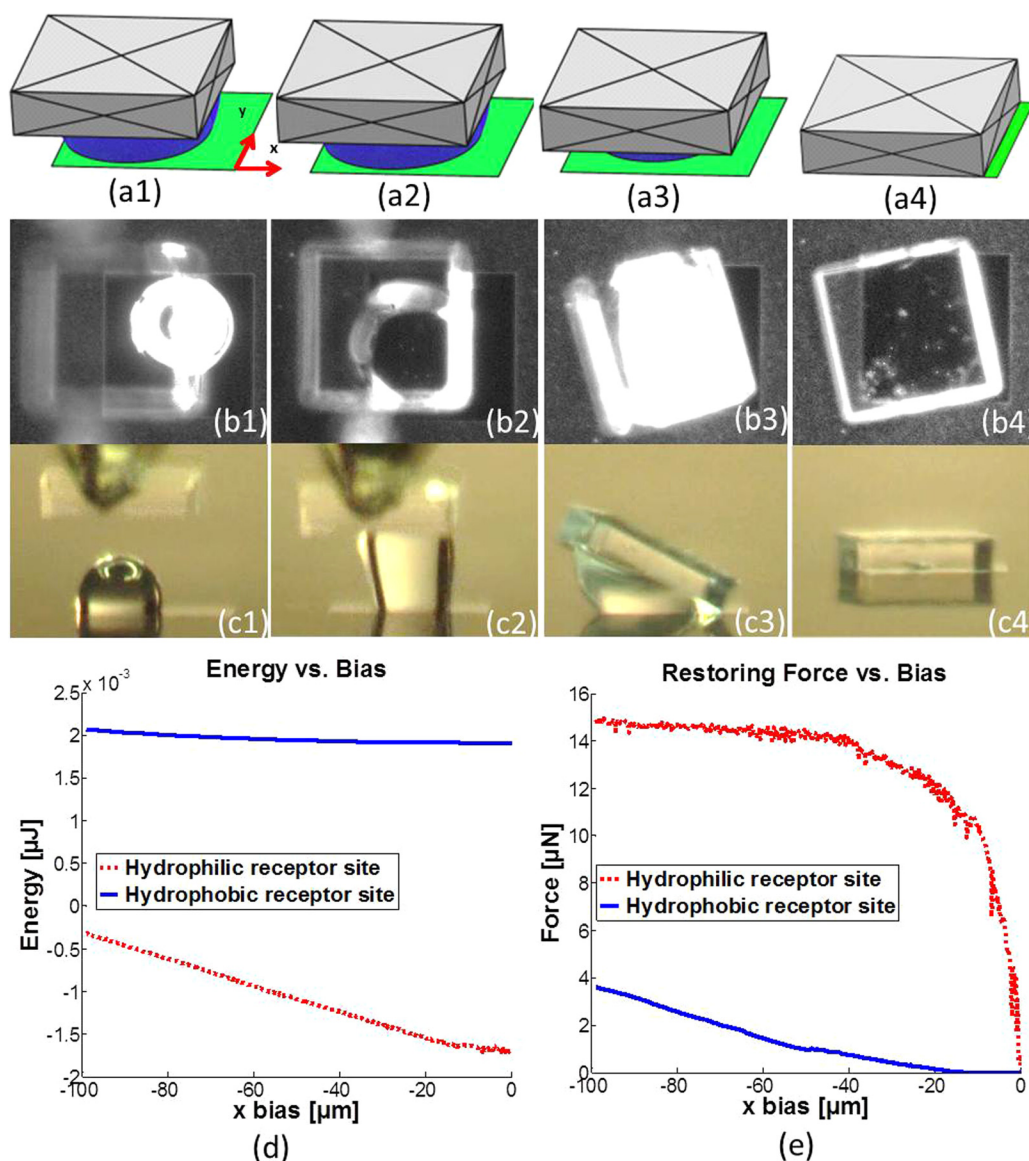 y
x
(a1)
(a2)
(a3)
(a4)
(b1)
(b2)
(b3)
(b4)
(c1)
(c2)
(c3)
(c4)
Energy vs. Bias
x 10⁻³
2.5
2
1.5
1
0.5
0
-0.5
-1
-1.5
-2
Energy [µJ]
Hydrophilic receptor site
Hydrophobic receptor site
-100
-80
-60
-40
-20
0
x bias [µm]
(d)
Restoring Force vs. Bias
16
14
12
10
8
6
4
2
0
Force [µN]
Hydrophilic receptor site
Hydrophobic receptor site
-100
-80
-60
-40
-20
0
x bias [µm]
(e)